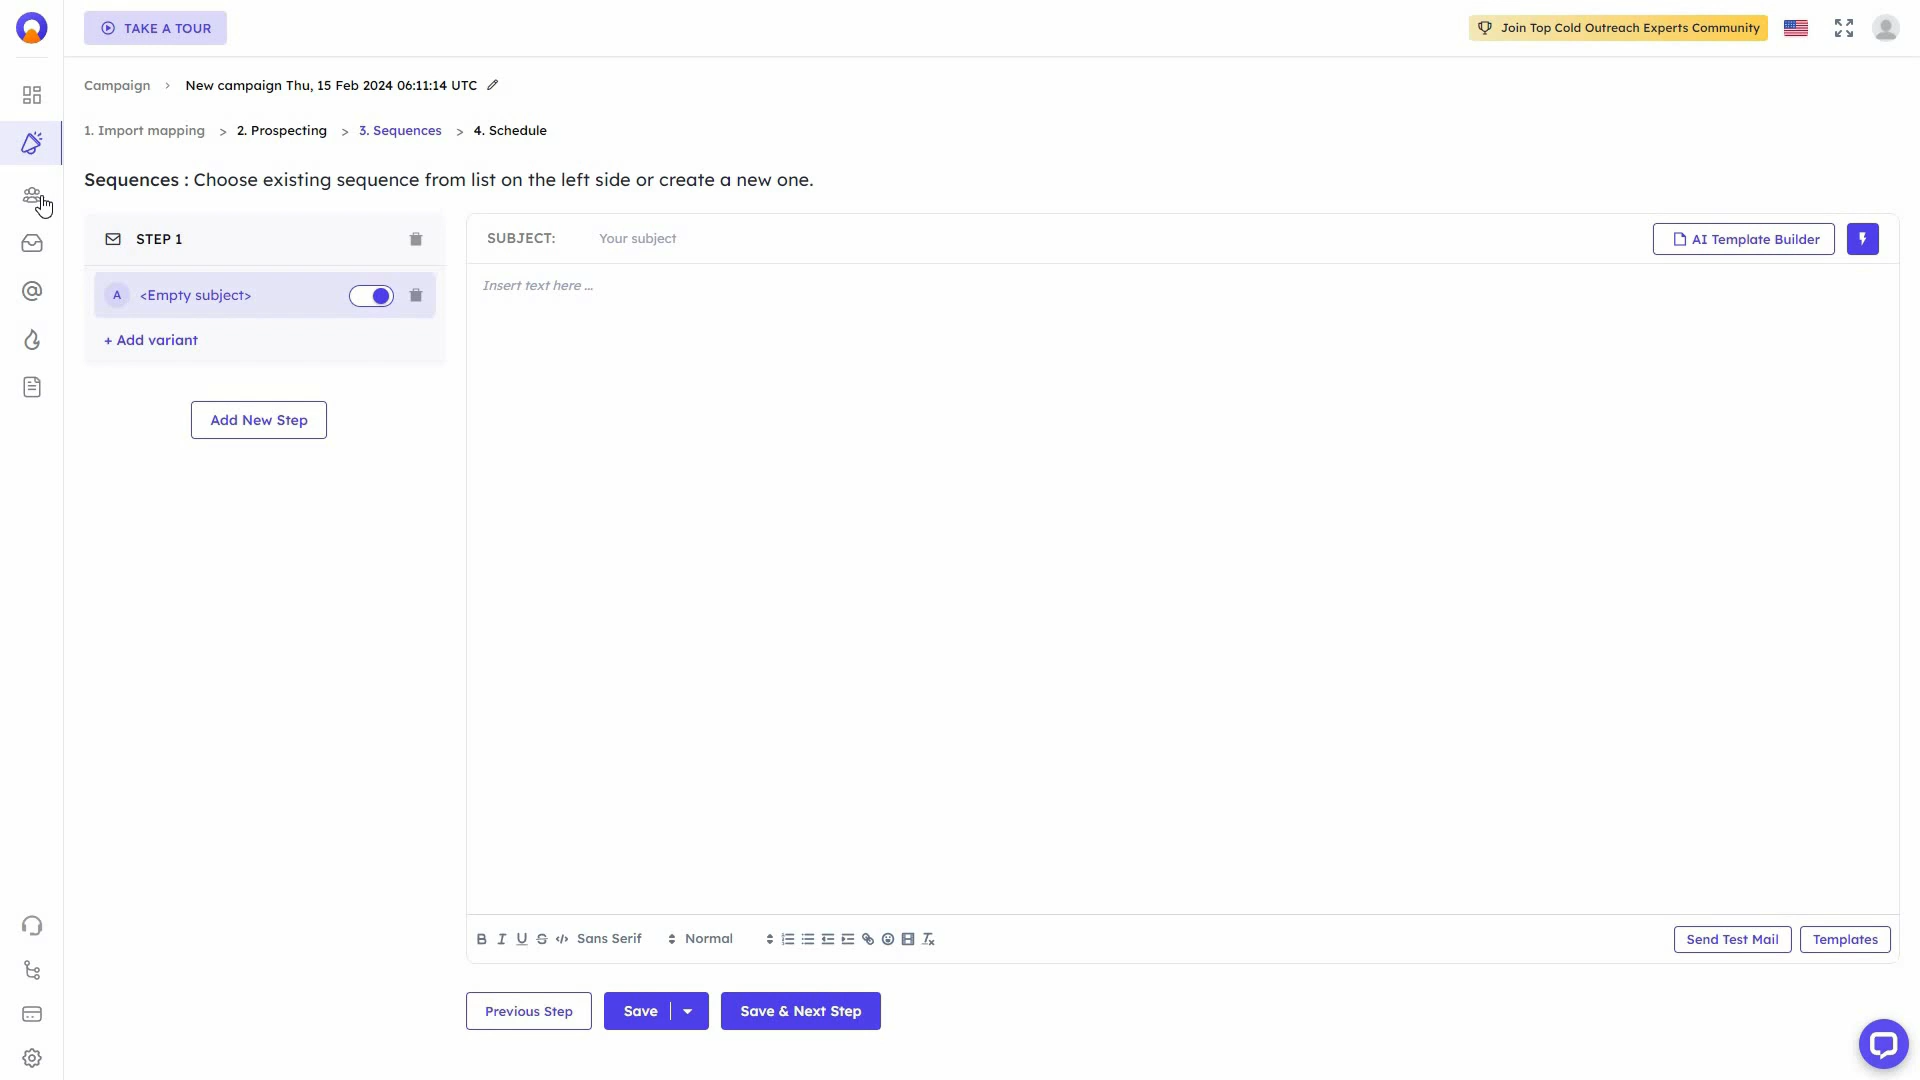 TAKE A TOUR
Join Top Cold Outreach Experts Community
Campaign > New campaign Thu, 15 Feb 2024 06:11:14 UTC
1. Import mapping > 2. Prospecting > 3. Sequences > 4. Schedule
Sequences : Choose existing sequence from list on the left side or create a new one.
STEP 1
A <Empty subject>
+ Add variant
Add New Step
SUBJECT: Your subject
AI Template Builder
Insert text here ...
B I U S </> Sans Serif Normal
Send Test Mail
Templates
Previous Step
Save
Save & Next Step